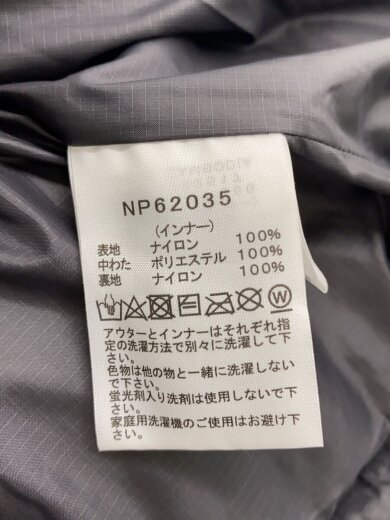 NP62035
(インナー)
表地 ナイロン 100%
中わた ポリエステル 100%
裏地 ナイロン 100%
アウターとインナーはそれぞれ指
定の洗濯方法で別々に洗濯して下
さい。
色物は他の物と一緒に洗濯しない
で下さい。
蛍光剤入り洗剤は使用しないで下
さい。
家庭用洗濯機のご使用はお避け下
さい。